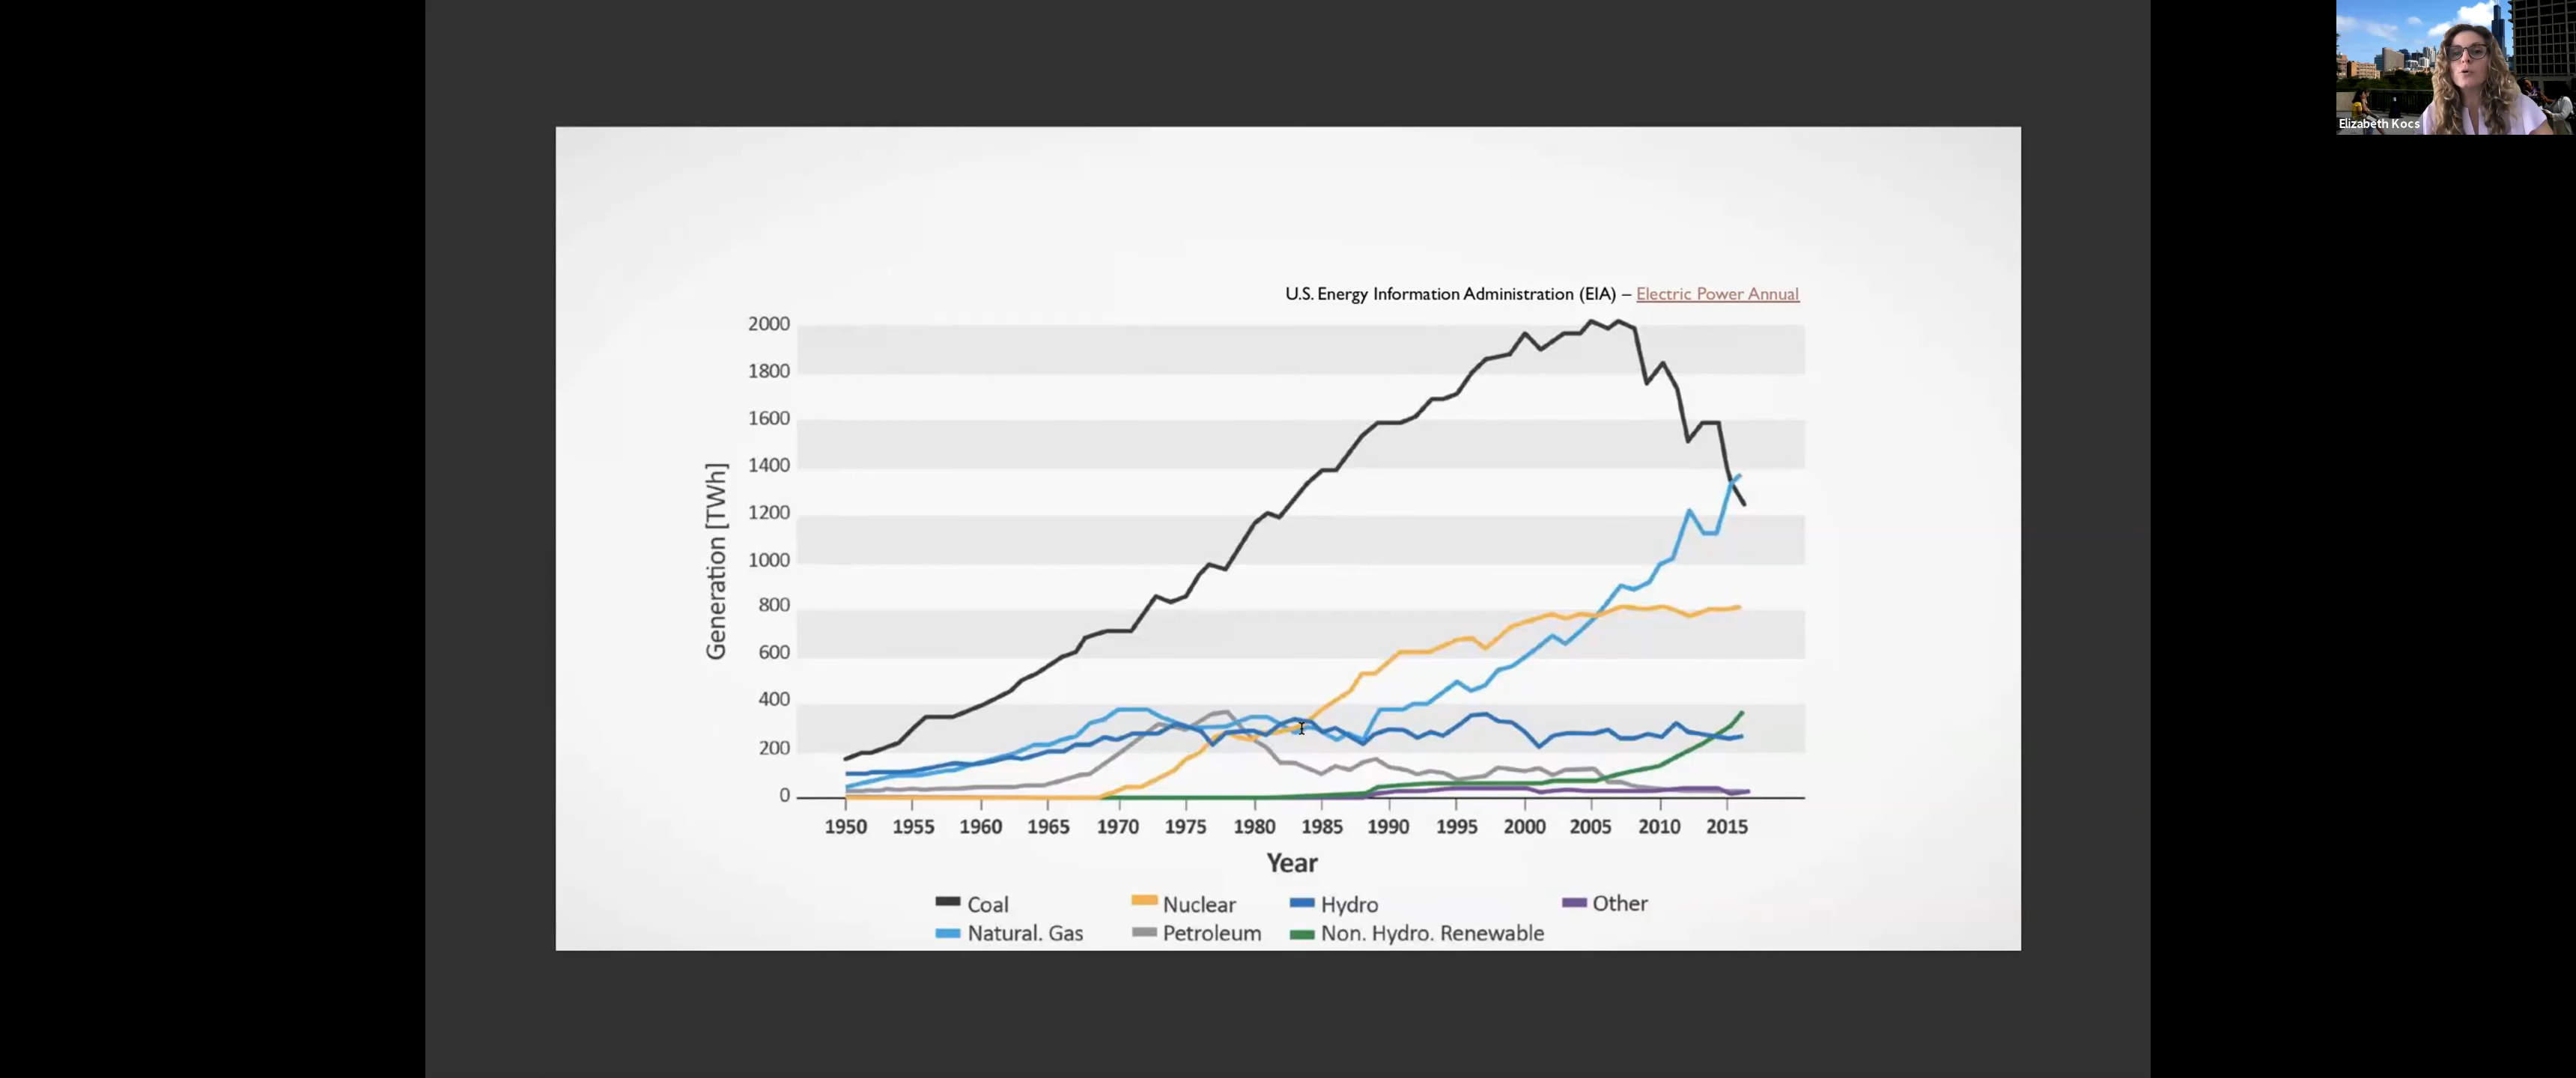 Elizabeth Kocs
U.S. Energy Information Administration (EIA) – Electric Power Annual
2000
1800
1600
1400
1200
1000
800
600
400
200
0
Generation [TWh]
1950 1955 1960 1965 1970 1975 1980 1985 1990 1995 2000 2005 2010 2015
Year
Coal Nuclear Hydro Other
Natural. Gas Petroleum Non. Hydro. Renewable